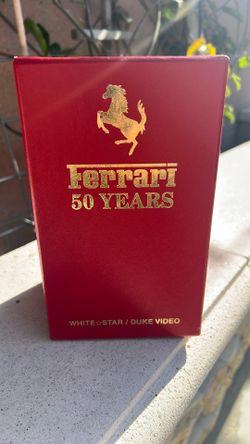 Ferrari
50 YEARS
WHITE☆STAR / DUKE VIDEO